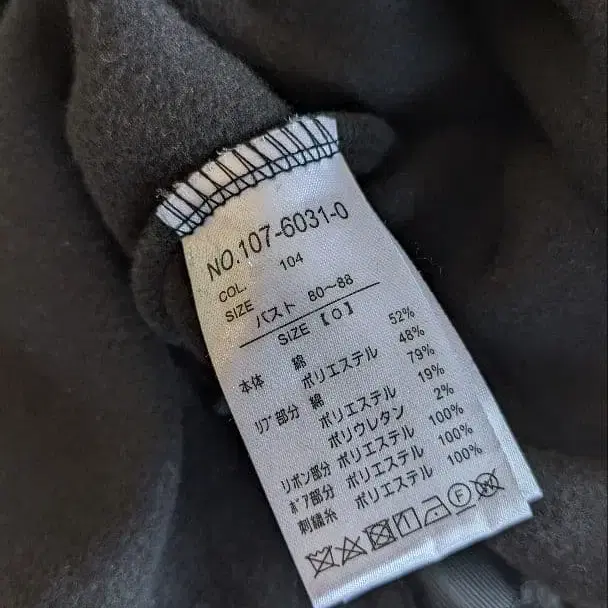 NO.107-6031-0
COL. 104
SIZE バスト 80〜88
SIZE【O】
本体 綿 52%
ポリエステル 48%
リブ部分 綿 79%
ポリエステル 19%
ポリウレタン 2%
リボン部分 ポリエステル 100%
ボア部分 ポリエステル 100%
刺繍糸 ポリエステル 100%